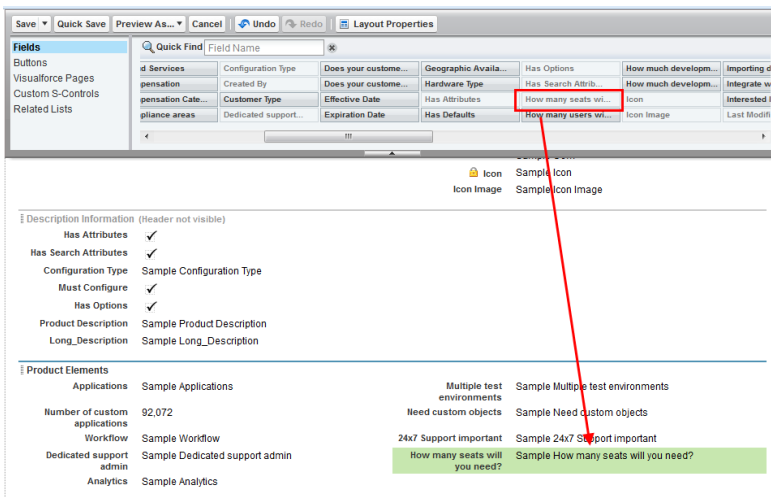 Save Quick Save Preview As... Cancel Undo Redo Layout Properties
Fields
Buttons
Visualforce Pages
Custom S-Controls
Related Lists
Quick Find Field Name
d Services Configuration Type Does your custome... Geographic Availa... Has Options How much developm... Importing d
pensation Created By Does your custome... Hardware Type Has Search Attrib... How much developm... Integrate w
pensation Cate... Customer Type Effective Date Has Attributes How many seats wi... Icon Interested I
pliance areas Dedicated support... Expiration Date Has Defaults How many users wi... Icon Image Last Modifi
Icon Sample Icon
Icon Image Sample Icon Image
Description Information (Header not visible)
Has Attributes
Has Search Attributes
Configuration Type Sample Configuration Type
Must Configure
Has Options
Product Description Sample Product Description
Long_Description Sample Long_Description
Product Elements
Applications Sample Applications Multiple test environments Sample Multiple test environments
Number of custom applications 92,072 Need custom objects Sample Need custom objects
Workflow Sample Workflow 24x7 Support important Sample 24x7 Support important
Dedicated support admin Sample Dedicated support admin How many seats will you need? Sample How many seats will you need?
Analytics Sample Analytics